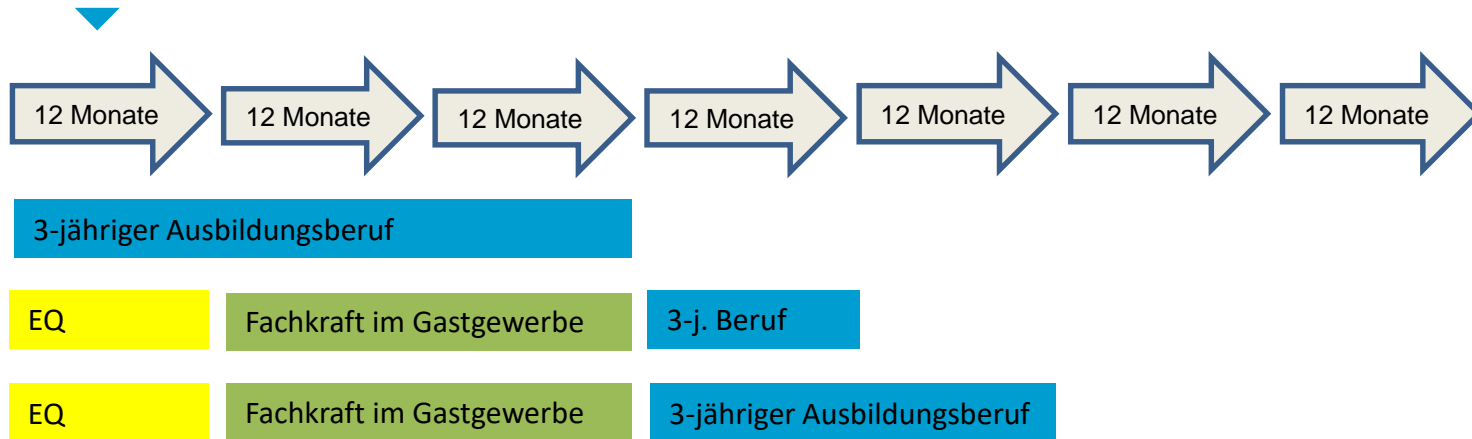 12 Monate
12 Monate
12 Monate
12 Monate
12 Monate
12 Monate
12 Monate
3-jähriger Ausbildungsberuf
EQ
Fachkraft im Gastgewerbe
3-j. Beruf
EQ
Fachkraft im Gastgewerbe
3-jähriger Ausbildungsberuf